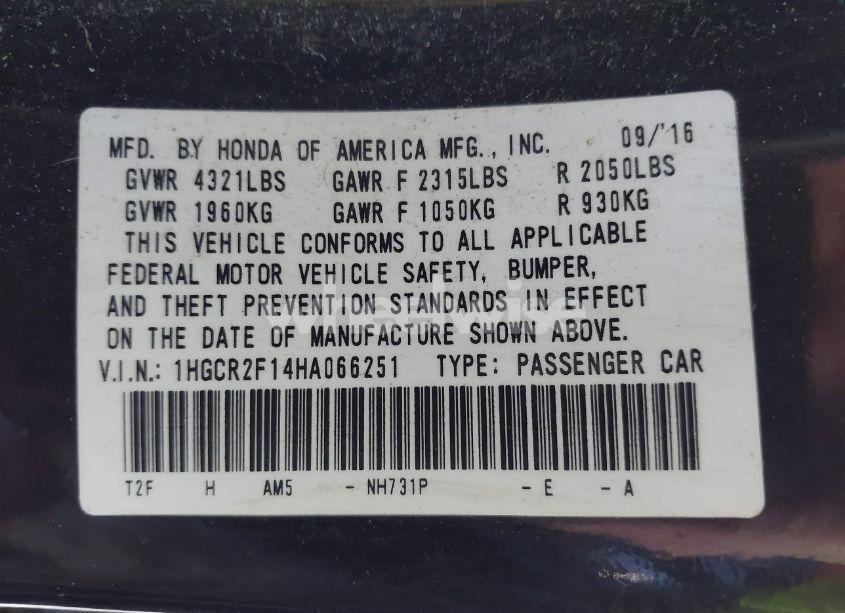 MFD. BY HONDA OF AMERICA MFG., INC. 09/'16
GVWR 4321LBS GAWR F 2315LBS R 2050LBS
GVWR 1960KG GAWR F 1050KG R 930KG
THIS VEHICLE CONFORMS TO ALL APPLICABLE
FEDERAL MOTOR VEHICLE SAFETY, BUMPER,
AND THEFT PREVENTION STANDARDS IN EFFECT
ON THE DATE OF MANUFACTURE SHOWN ABOVE.
V.I.N.: 1HGCR2F14HA066251 TYPE: PASSENGER CAR
T2F H AM5 - NH731P - E - A